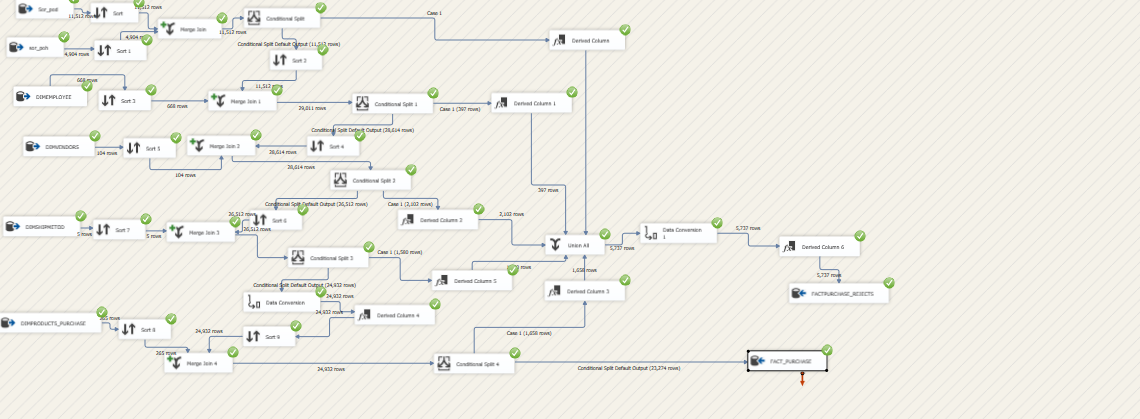 Sor_pod
11,512 rows
Sort
11,512 rows
Merge Join
11,512 rows
Conditional Split
Case 1
Derived Column
sor_poh
4,904 rows
Sort 1
4,904
Conditional Split Default Output (11,512 rows)
Sort 2
11,512
DIMEMPLOYEE
668 rows
Sort 3
668 rows
Merge Join 1
Conditional Split 1
Case 1 (397 rows)
Derived Column 1
Conditional Split Default Output (28,614 rows)
DIMVENDORS
104 rows
Sort 5
104 rows
Merge Join 2
28,614 rows
Sort 4
28,614 rows
Conditional Split 2
397 rows
Conditional Split Default Output (26,512 rows)
Case 1 (2,102 rows)
DIMSHIPMETHOD
5 rows
Sort 7
5 rows
Merge Join 3
26,512 rows
26,512 rows
Sort 6
Derived Column 2
2,102 rows
Union All
5,737 rows
Data Conversion
1
5,737 rows
Derived Column 6
5,737 rows
FACTPURCHASE_REJECTS
Conditional Split 3
Case 1 (1,580 rows)
Derived Column 5
rows
1,658 rows
Derived Column 3
Conditional Split Default Output (24,932 rows)
Data Conversion
24,932 rows
24,932 rows
Derived Column 4
DIMPRODUCTS_PURCHASE
265 rows
Sort 8
265 rows
24,932 rows
Sort 9
Merge Join 4
24,932 rows
Case 1 (1,658 rows)
Conditional Split 4
Conditional Split Default Output (23,274 rows)
FACT_PURCHASE